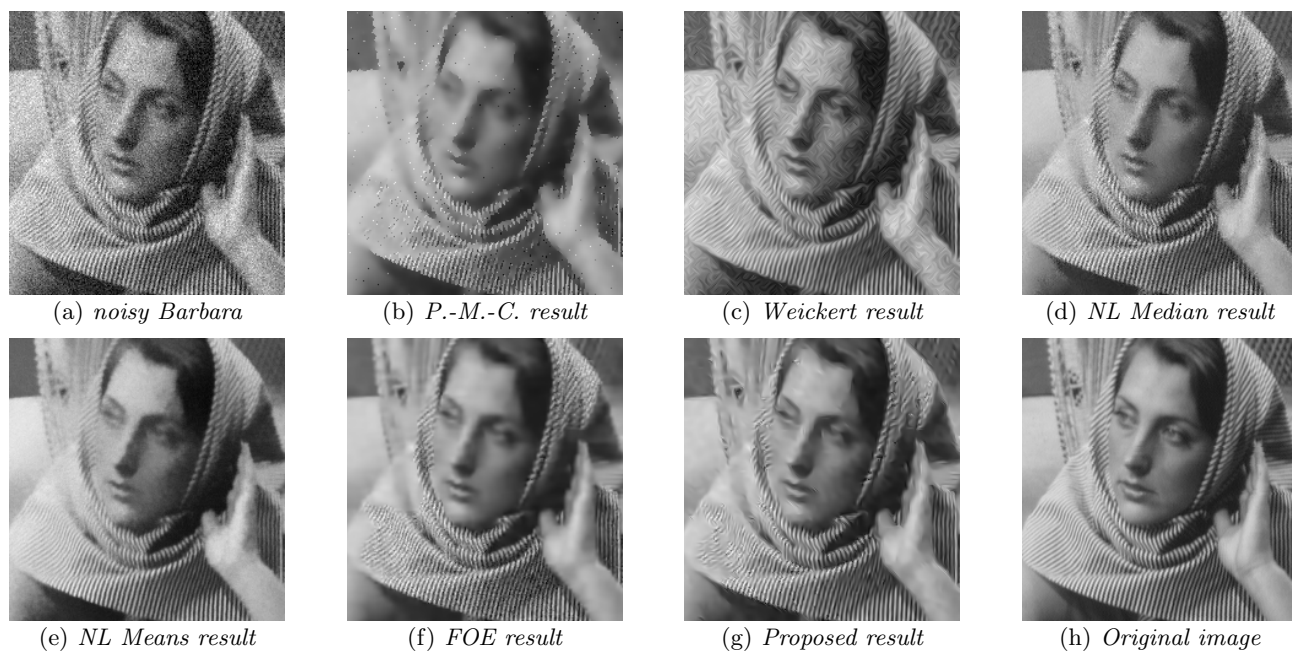 (a) noisy Barbara
(b) P.-M.-C. result
(c) Weickert result
(d) NL Median result
(e) NL Means result
(f) FOE result
(g) Proposed result
(h) Original image